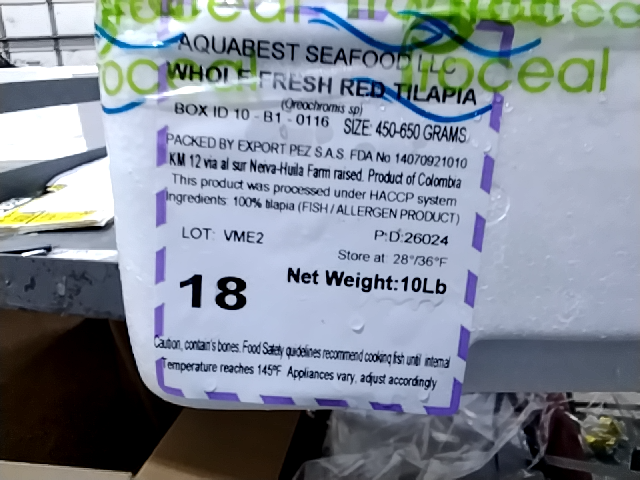 AQUABEST SEAFOOD LLC
WHOLE FRESH RED TILAPIA
(Oreochromis sp)
BOX ID 10 - B1 - 0116 SIZE: 450-650 GRAMS
PACKED BY EXPORT PEZ S.A.S. FDA No 14070921010
KM 12 via al sur Neiva-Huila Farm raised. Product of Colombia
This product was processed under HACCP system
Ingredients: 100% tilapia (FISH / ALLERGEN PRODUCT)
LOT: VME2 P:D:26024
Store at: 28°/36°F
18 Net Weight:10Lb
Caution, contain's bones. Food Safety guidelines recommend cooking fish until internal
Temperature reaches 145ºF Appliances vary, adjust accordingly